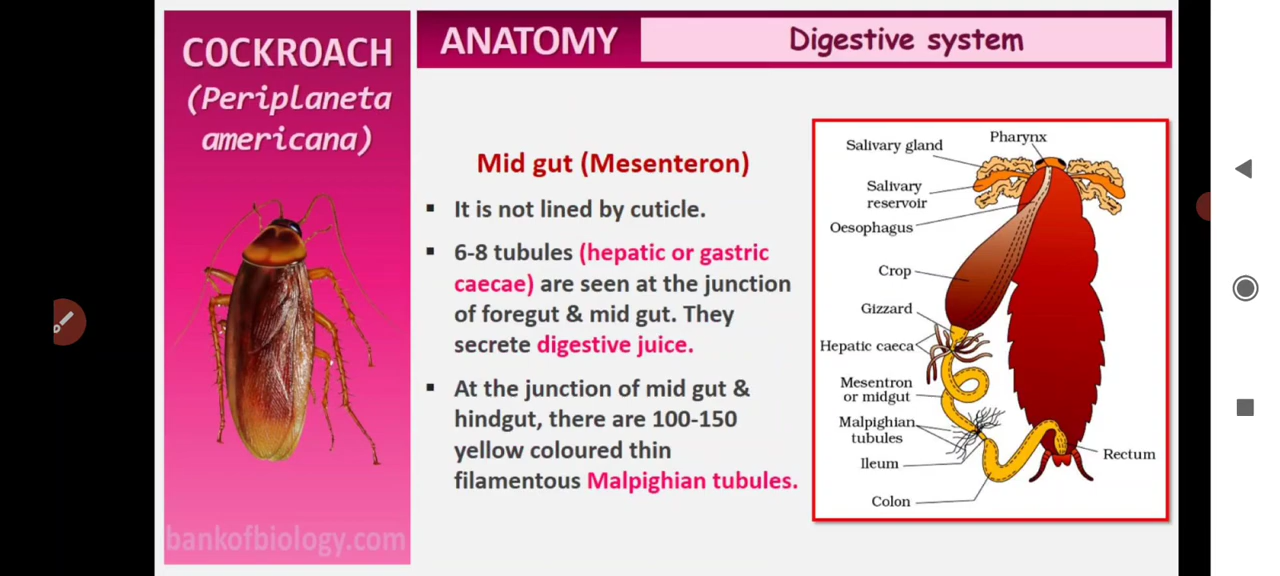 COCKROACH
(Periplaneta
americana)
bankofbiology.com
ANATOMY
Digestive system
Mid gut (Mesenteron)
▪ It is not lined by cuticle.
▪ 6-8 tubules (hepatic or gastric
caecae) are seen at the junction
of foregut & mid gut. They
secrete digestive juice.
▪ At the junction of mid gut &
hindgut, there are 100-150
yellow coloured thin
filamentous Malpighian tubules.
Pharynx
Salivary gland
Salivary
reservoir
Oesophagus
Crop
Gizzard
Hepatic caeca
Mesentron
or midgut
Malpighian
tubules
Ileum
Rectum
Colon